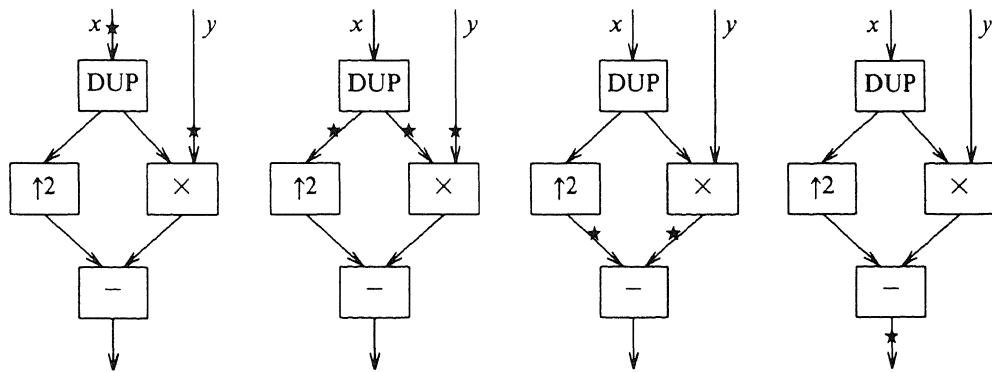 x y x y x y x y
DUP DUP DUP DUP
↑2 × ↑2 × ↑2 × ↑2 ×
− − − −